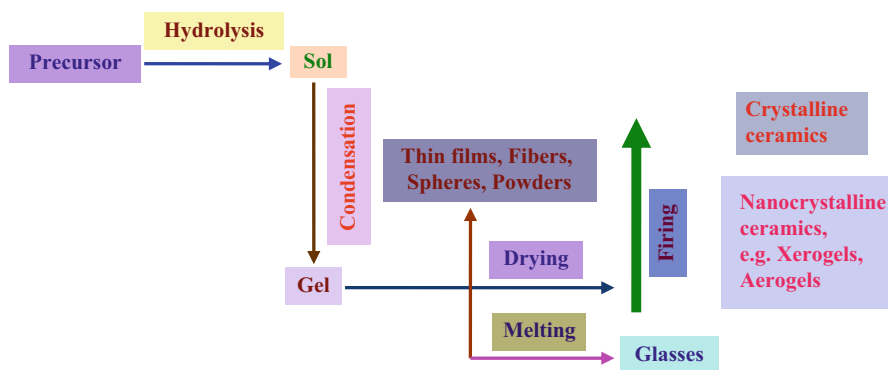 Hydrolysis
Precursor
Sol
Condensation
Thin films, Fibers,
Spheres, Powders
Crystalline
ceramics
Firing
Nanocrystalline
ceramics,
e.g. Xerogels,
Aerogels
Drying
Gel
Melting
Glasses